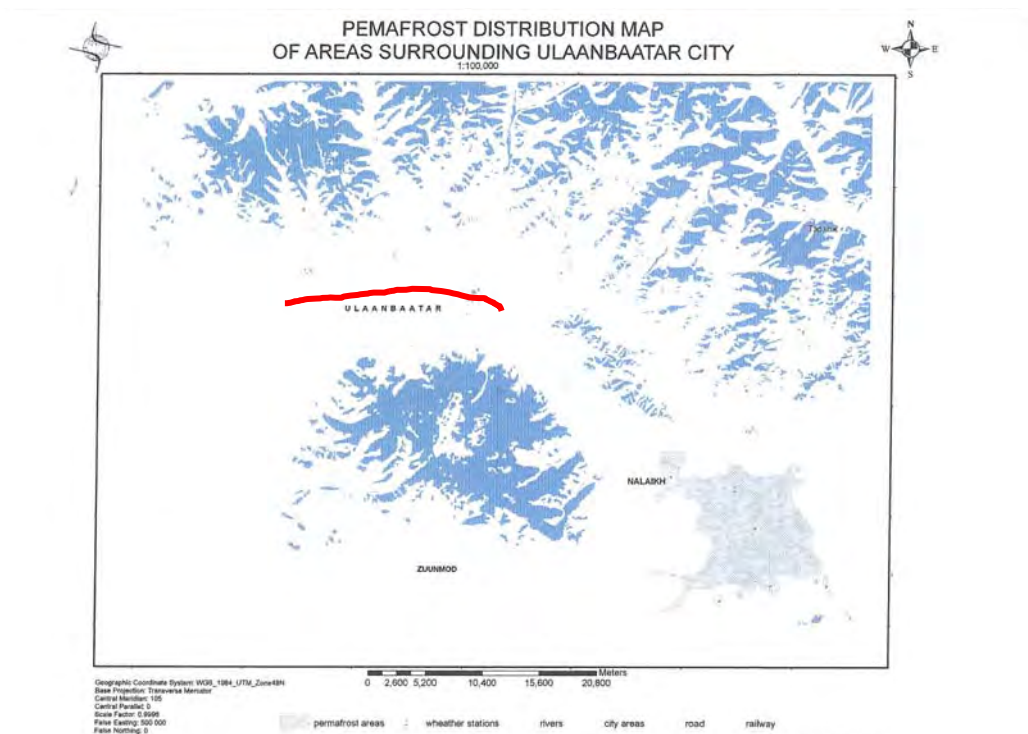 PEMAFROST DISTRIBUTION MAP
OF AREAS SURROUNDING ULAANBAATAR CITY
1:100,000
N
W E
S
ULAANBAATAR
NALAIKH
ZUUNMOD
Meters
0 2,600 5,200 10,400 15,600 20,800
Geographic Coordinate System: WGS_1984_UTM_Zone48N
Base Projection: Transversa Mercator
Central Meridian: 105
Central Parallel: 0
Scale Factor: 0.9996
False Easting: 500 000
False Northing: 0
permafrost areas wheather stations rivers city areas road railway